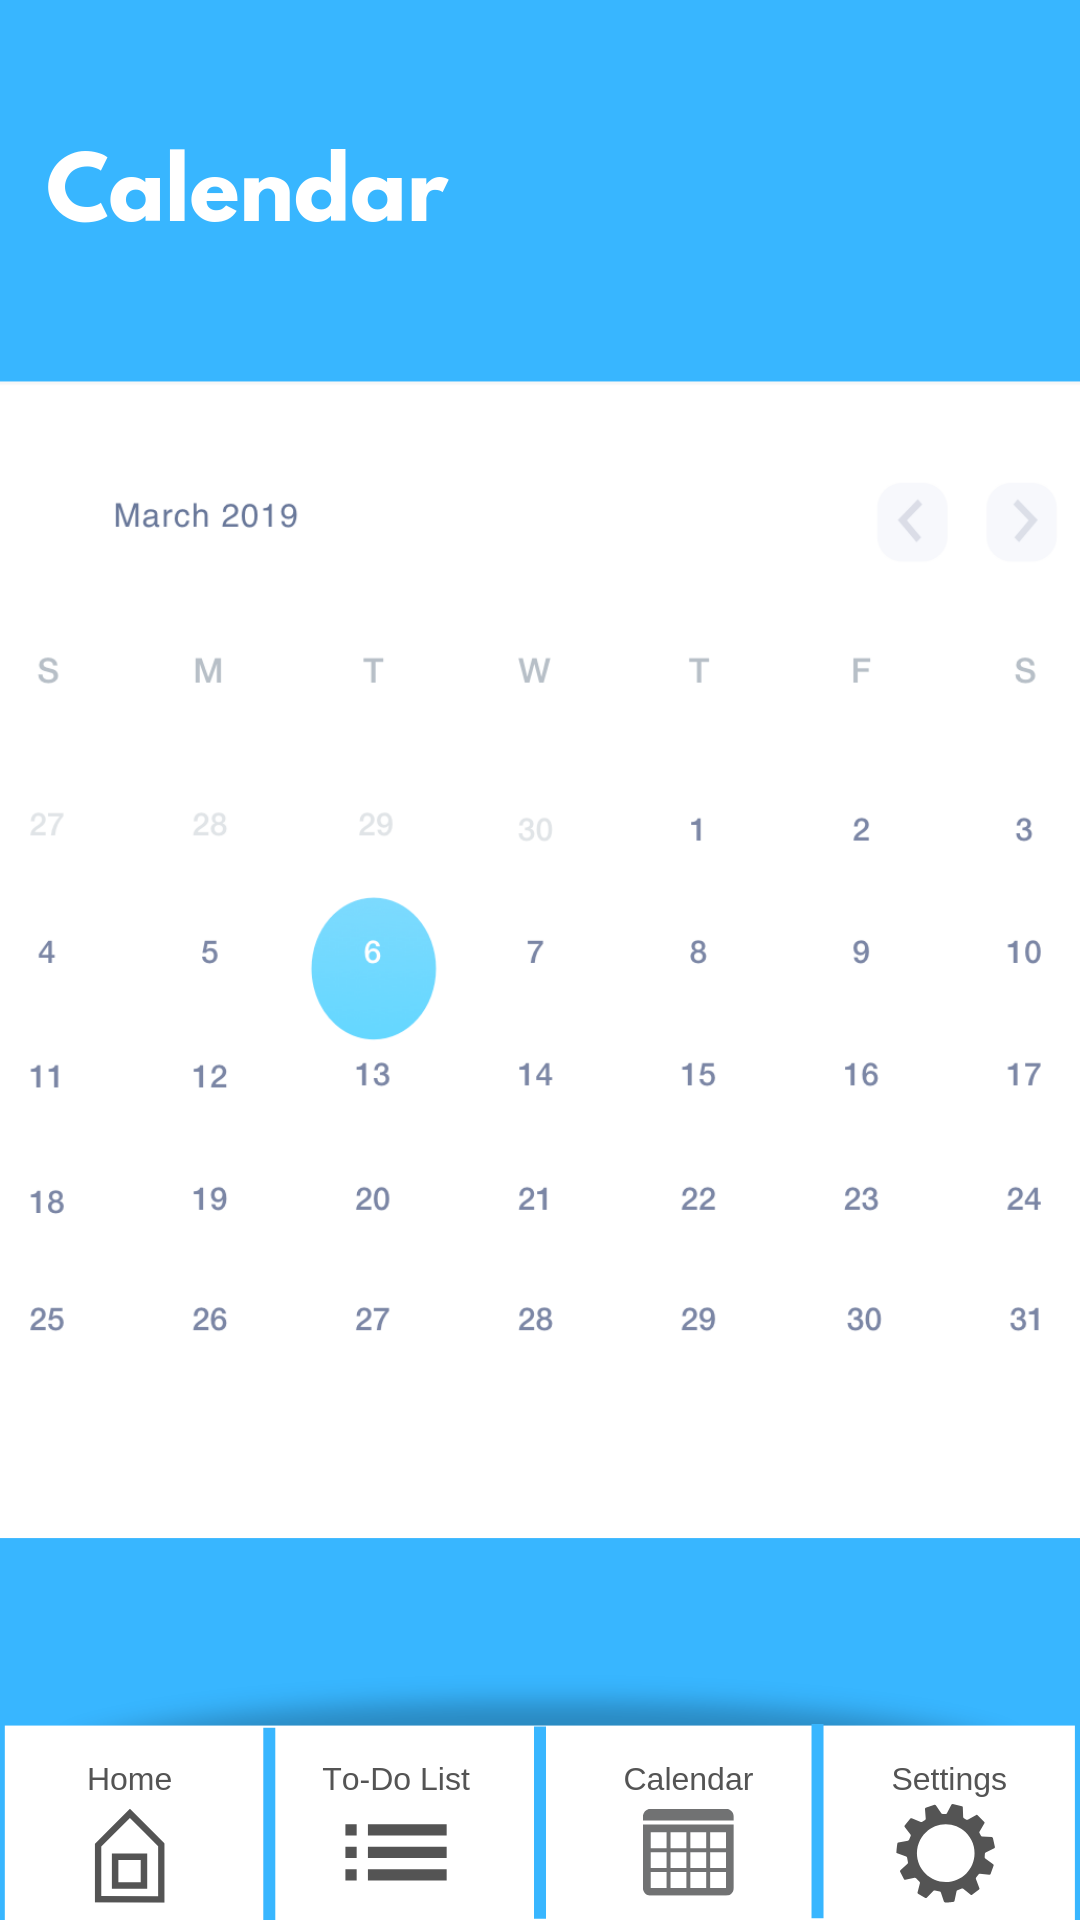 Calendar
March 2019
S M T W T F S
27 28 29 30 1 2 3
4 5 6 7 8 9 10
11 12 13 14 15 16 17
18 19 20 21 22 23 24
25 26 27 28 29 30 31
Home To-Do List Calendar Settings